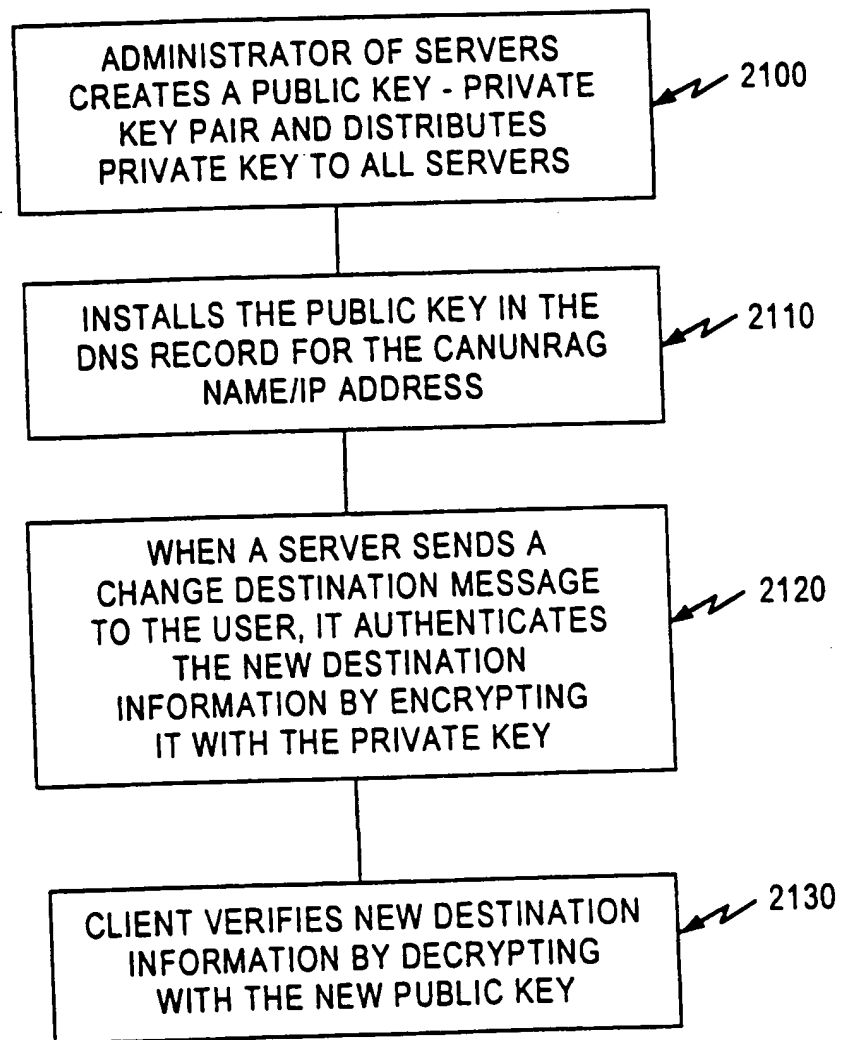 ADMINISTRATOR OF SERVERS
CREATES A PUBLIC KEY - PRIVATE
KEY PAIR AND DISTRIBUTES
PRIVATE KEY TO ALL SERVERS
2100
INSTALLS THE PUBLIC KEY IN THE
DNS RECORD FOR THE CANUNRAG
NAME/IP ADDRESS
2110
WHEN A SERVER SENDS A
CHANGE DESTINATION MESSAGE
TO THE USER, IT AUTHENTICATES
THE NEW DESTINATION
INFORMATION BY ENCRYPTING
IT WITH THE PRIVATE KEY
2120
CLIENT VERIFIES NEW DESTINATION
INFORMATION BY DECRYPTING
WITH THE NEW PUBLIC KEY
2130